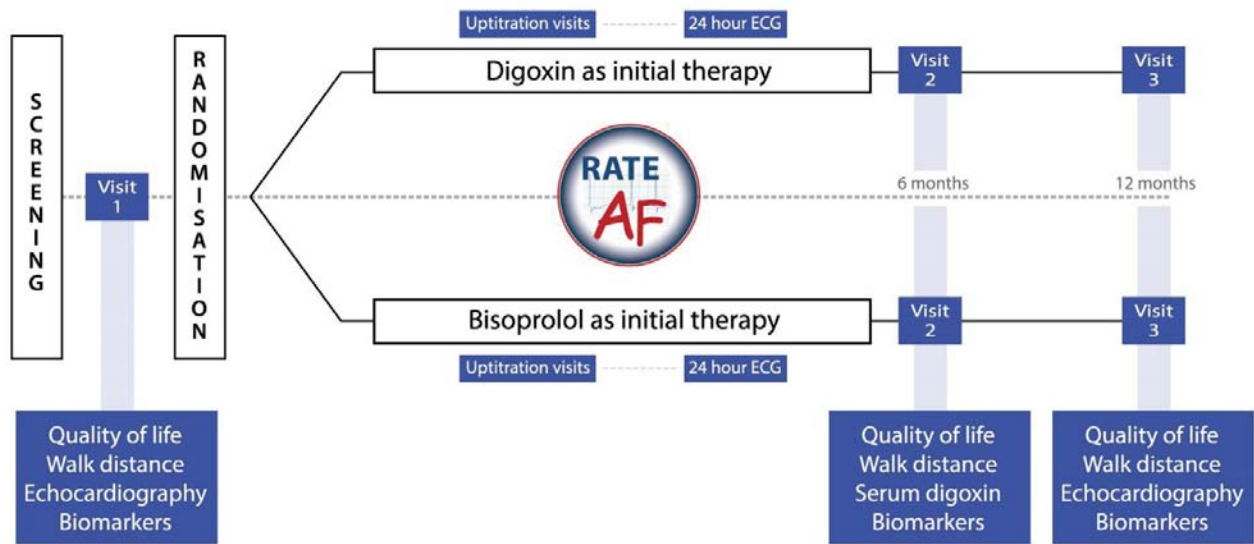 Uptitration visits
24 hour ECG
SCREENING
RANDOMISATION
Digoxin as initial therapy
Visit
2
Visit
3
Visit
1
RATE
AF
6 months
12 months
Bisoprolol as initial therapy
Visit
2
Visit
3
Uptitration visits
24 hour ECG
Quality of life
Walk distance
Echocardiography
Biomarkers
Quality of life
Walk distance
Serum digoxin
Biomarkers
Quality of life
Walk distance
Echocardiography
Biomarkers